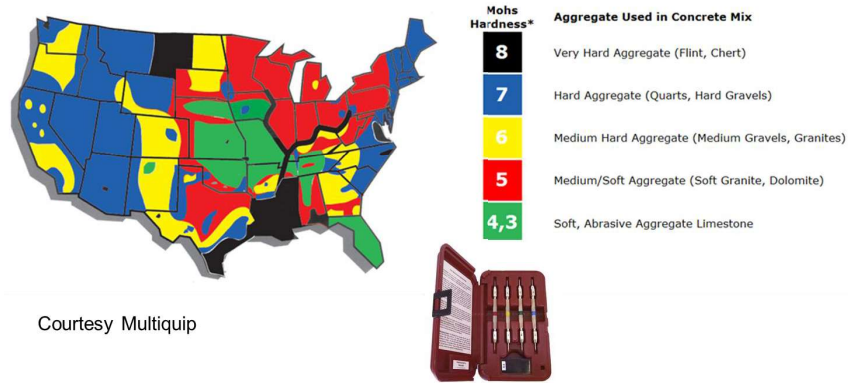 Mohs
Hardness*
Aggregate Used in Concrete Mix
8
Very Hard Aggregate (Flint, Chert)
7
Hard Aggregate (Quarts, Hard Gravels)
6
Medium Hard Aggregate (Medium Gravels, Granites)
5
Medium/Soft Aggregate (Soft Granite, Dolomite)
4,3
Soft, Abrasive Aggregate Limestone
Courtesy Multiquip